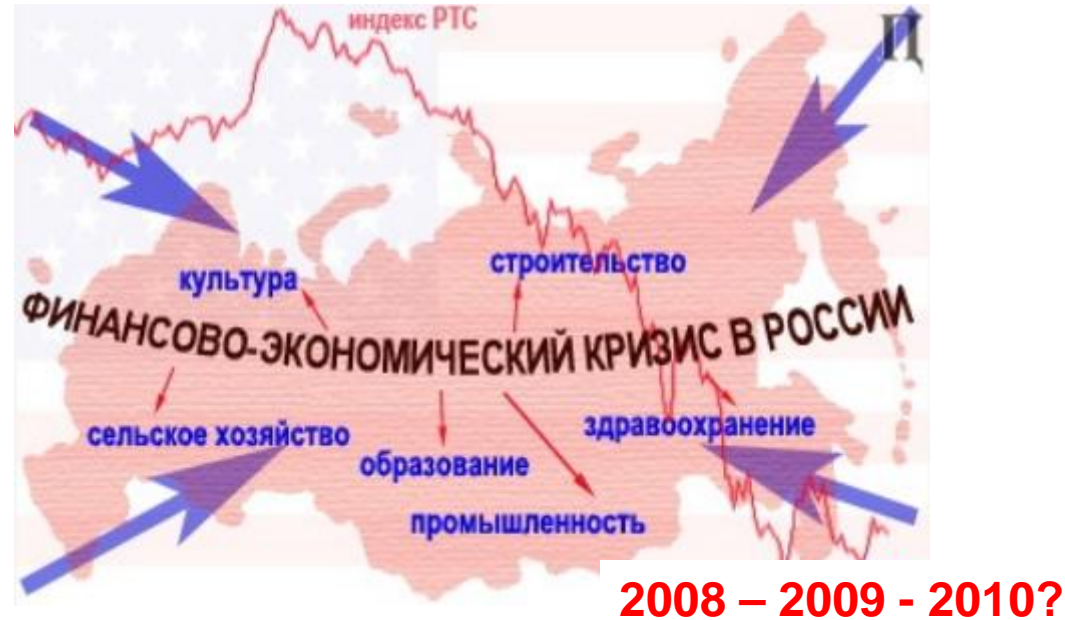 индекс РТС
Ц
культура
строительство
ФИНАНСОВО-ЭКОНОМИЧЕСКИЙ КРИЗИС В РОССИИ
сельское хозяйство
здравоохранение
образование
промышленность
2008 – 2009 - 2010?